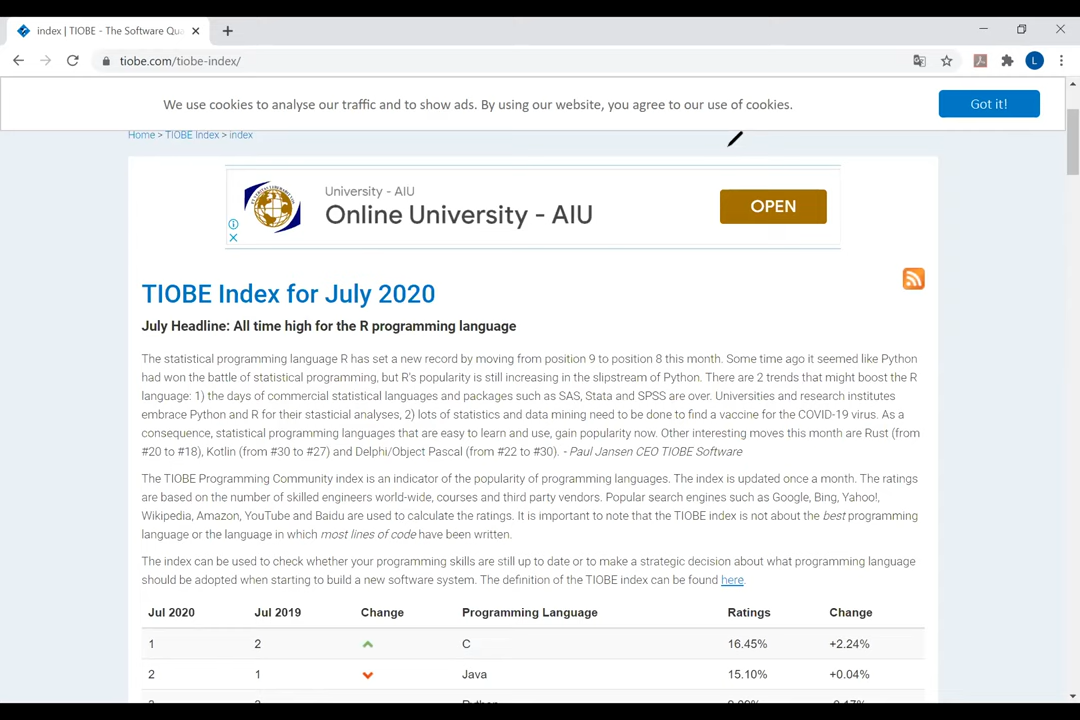 index | TIOBE - The Software Qua
tiobe.com/tiobe-index/
L
We use cookies to analyse our traffic and to show ads. By using our website, you agree to our use of cookies.
Got it!
Home > TIOBE Index > index
University - AIU
Online University - AIU
OPEN
TIOBE Index for July 2020
July Headline: All time high for the R programming language
The statistical programming language R has set a new record by moving from position 9 to position 8 this month. Some time ago it seemed like Python
had won the battle of statistical programming, but R's popularity is still increasing in the slipstream of Python. There are 2 trends that might boost the R
language: 1) the days of commercial statistical languages and packages such as SAS, Stata and SPSS are over. Universities and research institutes
embrace Python and R for their stasticial analyses, 2) lots of statistics and data mining need to be done to find a vaccine for the COVID-19 virus. As a
consequence, statistical programming languages that are easy to learn and use, gain popularity now. Other interesting moves this month are Rust (from
#20 to #18), Kotlin (from #30 to #27) and Delphi/Object Pascal (from #22 to #30). - Paul Jansen CEO TIOBE Software
The TIOBE Programming Community index is an indicator of the popularity of programming languages. The index is updated once a month. The ratings
are based on the number of skilled engineers world-wide, courses and third party vendors. Popular search engines such as Google, Bing, Yahoo!,
Wikipedia, Amazon, YouTube and Baidu are used to calculate the ratings. It is important to note that the TIOBE index is not about the best programming
language or the language in which most lines of code have been written.
The index can be used to check whether your programming skills are still up to date or to make a strategic decision about what programming language
should be adopted when starting to build a new software system. The definition of the TIOBE index can be found here.
Jul 2020 Jul 2019 Change Programming Language Ratings Change
1 2 C 16.45% +2.24%
2 1 Java 15.10% +0.04%
Python